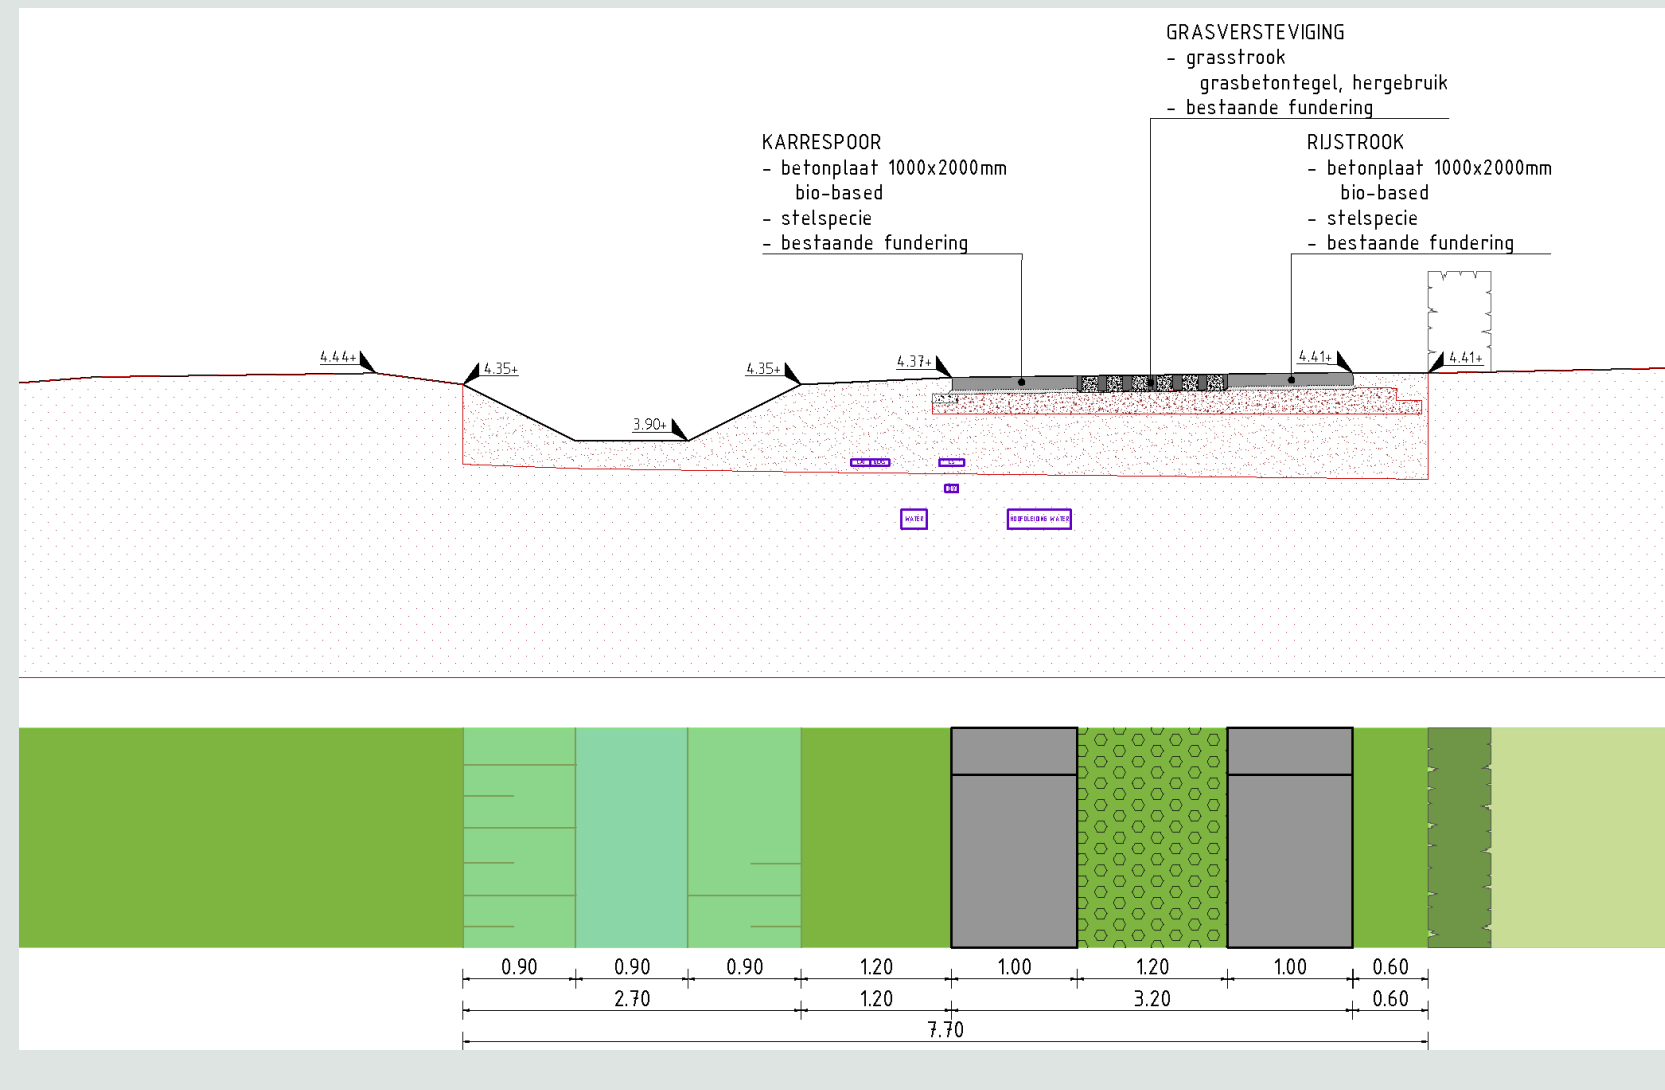 GRASVERSTEVIGING
- grasstrook
grasbetontegel, hergebruik
- bestaande fundering
KARRESPOOR
- betonplaat 1000x2000mm
bio-based
- stelspecie
- bestaande fundering
RIJSTROOK
- betonplaat 1000x2000mm
bio-based
- stelspecie
- bestaande fundering
4.44+
4.35+
4.35+
4.37+
4.41+
4.41+
3.90+
WATER
HOOFDLEIDING WATER
0.90 0.90 0.90 1.20 1.00 1.20 1.00 0.60
2.70 1.20 3.20 0.60
7.70